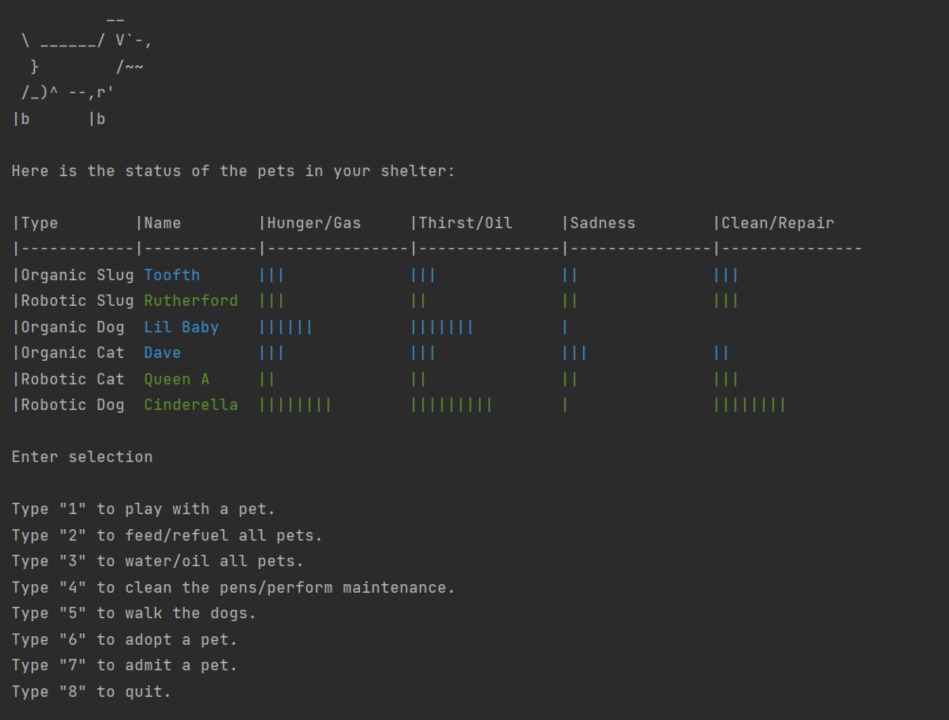 __
 \ ______/ V`-,
  }        /~~
 /_)^ --,r'
|b      |b
Here is the status of the pets in your shelter:
|Type        |Name        |Hunger/Gas     |Thirst/Oil     |Sadness        |Clean/Repair
|------------|------------|---------------|---------------|---------------|---------------
|Organic Slug Toofth      |||             |||             ||              |||
|Robotic Slug Rutherford  |||             ||              ||              |||
|Organic Dog  Lil Baby    ||||||          |||||||         |
|Organic Cat  Dave        |||             |||             |||             ||
|Robotic Cat  Queen A     ||              ||              ||              |||
|Robotic Dog  Cinderella  ||||||||        |||||||||       |               ||||||||
Enter selection
Type "1" to play with a pet.
Type "2" to feed/refuel all pets.
Type "3" to water/oil all pets.
Type "4" to clean the pens/perform maintenance.
Type "5" to walk the dogs.
Type "6" to adopt a pet.
Type "7" to admit a pet.
Type "8" to quit.